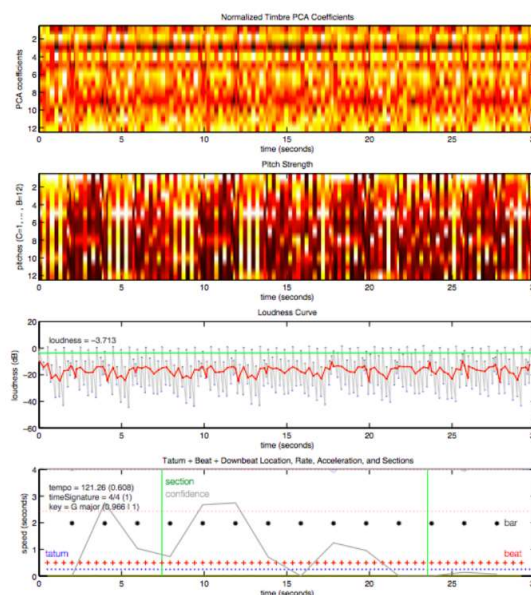 Normalized Timbre PCA Coefficients
PCA coefficients
2
4
6
8
10
12
0 5 10 15 20 25 30
time (seconds)
Pitch Strength
pitches (C=1, ..., B=12)
2
4
6
8
10
12
0 5 10 15 20 25
time (seconds)
Loudness Curve
loudness (dB)
0
−20
−40
−60
loudness = −3.713
0 5 10 15 20 25
time (seconds)
Tatum + Beat + Downbeat Location, Rate, Acceleration, and Sections
speed (seconds)
4
3
2
1
0
tempo = 121.26 (0.608)
timeSignature = 4/4 (1)
key = G major (0.966 | 1)
section
confidence
bar
tatum
beat
0 5 10 15 20 25
time (seconds)